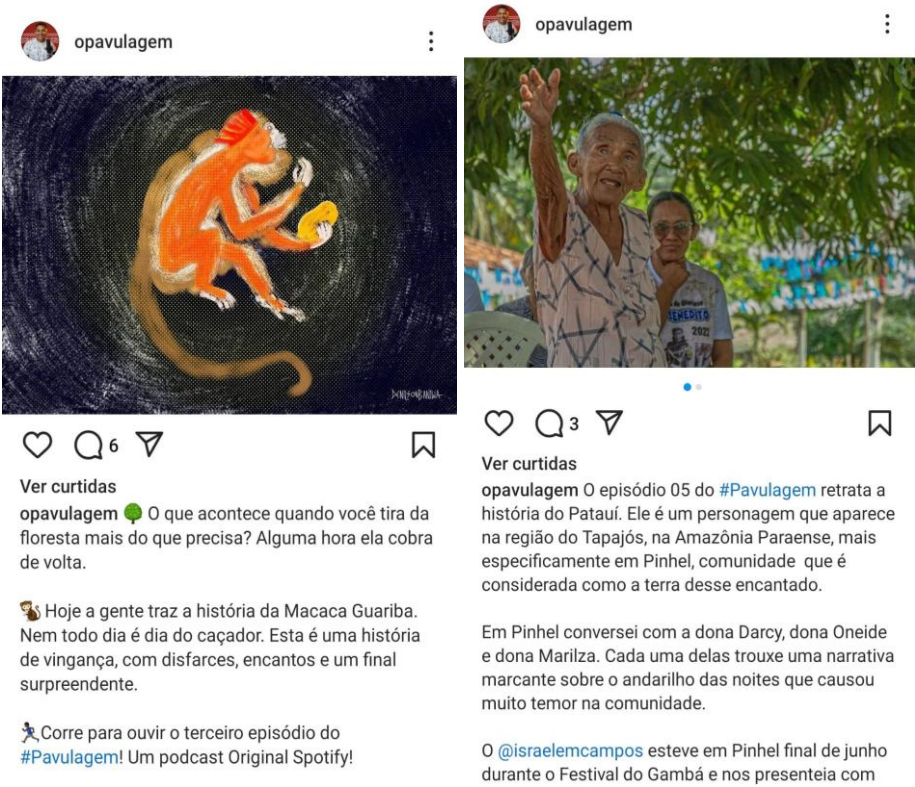 opavulagem
DENILSONBANIWA
6
Ver curtidas
opavulagem 🌳 O que acontece quando você tira da
floresta mais do que precisa? Alguma hora ela cobra
de volta.
🐒 Hoje a gente traz a história da Macaca Guariba.
Nem todo dia é dia do caçador. Esta é uma história
de vingança, com disfarces, encantos e um final
surpreendente.
🏃🏿‍♂️Corre para ouvir o terceiro episódio do
#Pavulagem! Um podcast Original Spotify!
opavulagem
BENEDITO
2022
3
Ver curtidas
opavulagem O episódio 05 do #Pavulagem retrata a
história do Patauí. Ele é um personagem que aparece
na região do Tapajós, na Amazônia Paraense, mais
especificamente em Pinhel, comunidade que é
considerada como a terra desse encantado.
Em Pinhel conversei com a dona Darcy, dona Oneide
e dona Marilza. Cada uma delas trouxe uma narrativa
marcante sobre o andarilho das noites que causou
muito temor na comunidade.
O @israelemcampos esteve em Pinhel final de junho
durante o Festival do Gambá e nos presenteia com